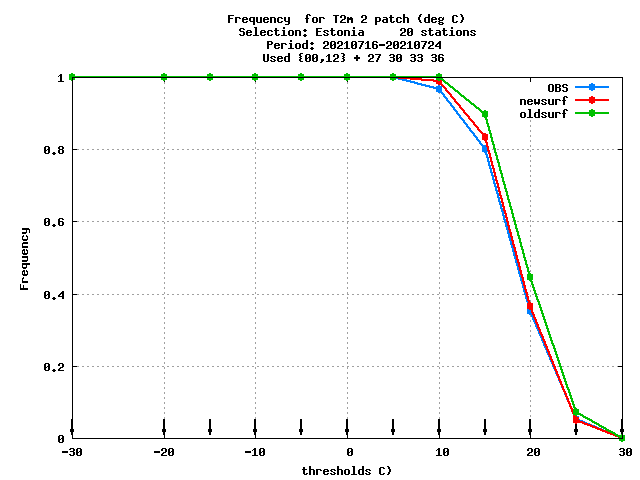 Frequency  for T2m 2 patch (deg C)
Selection: Estonia     20 stations
Period: 20210716-20210724
Used {00,12} + 27 30 33 36
OBS
newsurf
oldsurf
1
0.8
0.6
0.4
0.2
0
Frequency
-30
-20
-10
0
10
20
30
thresholds C)